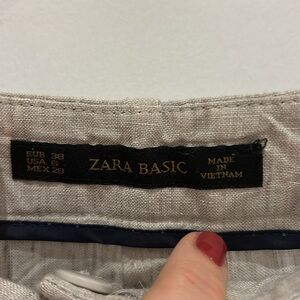 EUR 38
USA 6
MEX 28
ZARA BASIC
MADE
IN
VIETNAM